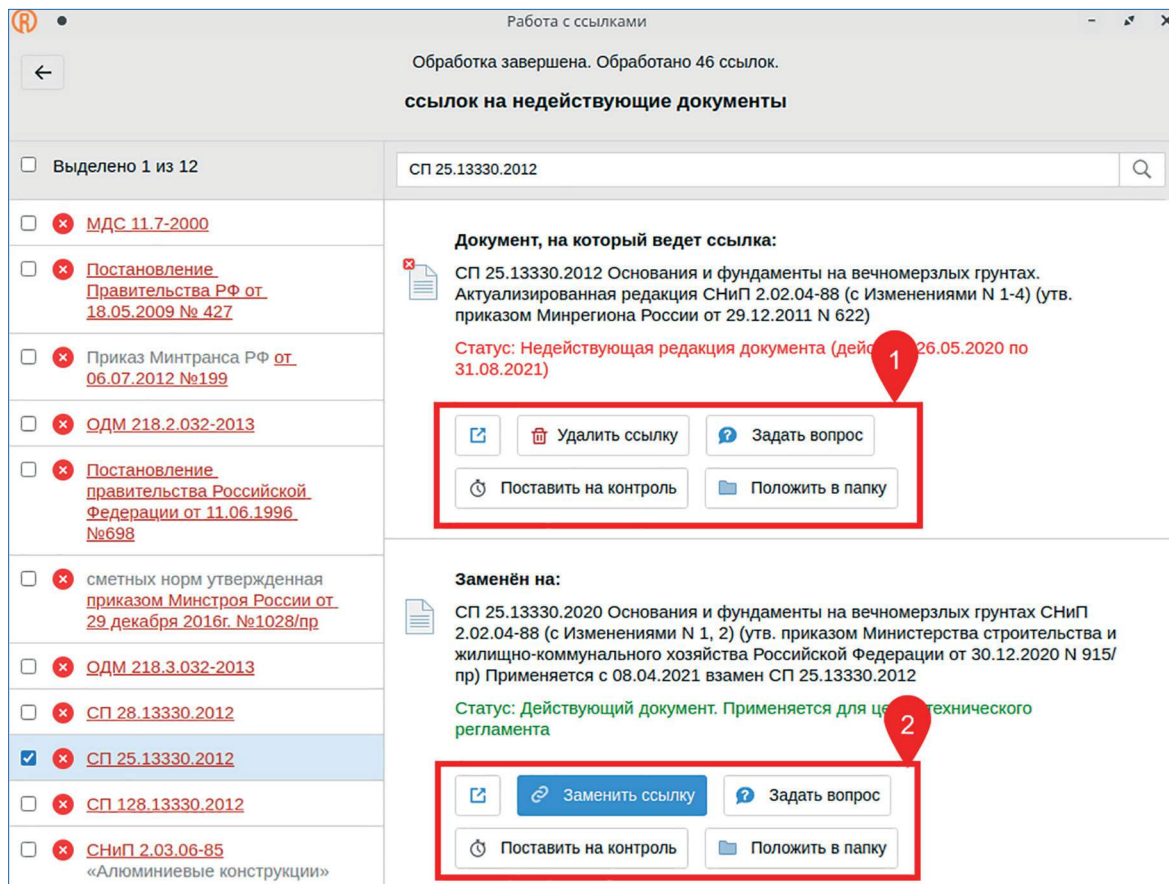 Работа с ссылками
Обработка завершена. Обработано 46 ссылок.
ссылок на недействующие документы
Выделено 1 из 12
СП 25.13330.2012
МДС 11.7-2000
Постановление
Правительства РФ от
18.05.2009 № 427
Приказ Минтранса РФ от
06.07.2012 №199
ОДМ 218.2.032-2013
Постановление
правительства Российской
Федерации от 11.06.1996
№698
сметных норм утвержденная
приказом Минстроя России от
29 декабря 2016г. №1028/пр
ОДМ 218.3.032-2013
СП 28.13330.2012
СП 25.13330.2012
СП 128.13330.2012
СНиП 2.03.06-85
«Алюминиевые конструкции»
Документ, на который ведет ссылка:
СП 25.13330.2012 Основания и фундаменты на вечномерзлых грунтах.
Актуализированная редакция СНиП 2.02.04-88 (с Изменениями N 1-4) (утв.
приказом Минрегиона России от 29.12.2011 N 622)
Статус: Недействующая редакция документа 26.05.2020 по
31.08.2021)
1
Удалить ссылку
Задать вопрос
Поставить на контроль
Положить в папку
Заменён на:
СП 25.13330.2020 Основания и фундаменты на вечномерзлых грунтах СНиП
2.02.04-88 (с Изменениями N 1, 2) (утв. приказом Министерства строительства и
жилищно-коммунального хозяйства Российской Федерации от 30.12.2020 N 915/
пр) Применяется с 08.04.2021 взамен СП 25.13330.2012
Статус: Действующий документ. Применяется для технического
регламента
2
Заменить ссылку
Задать вопрос
Поставить на контроль
Положить в папку